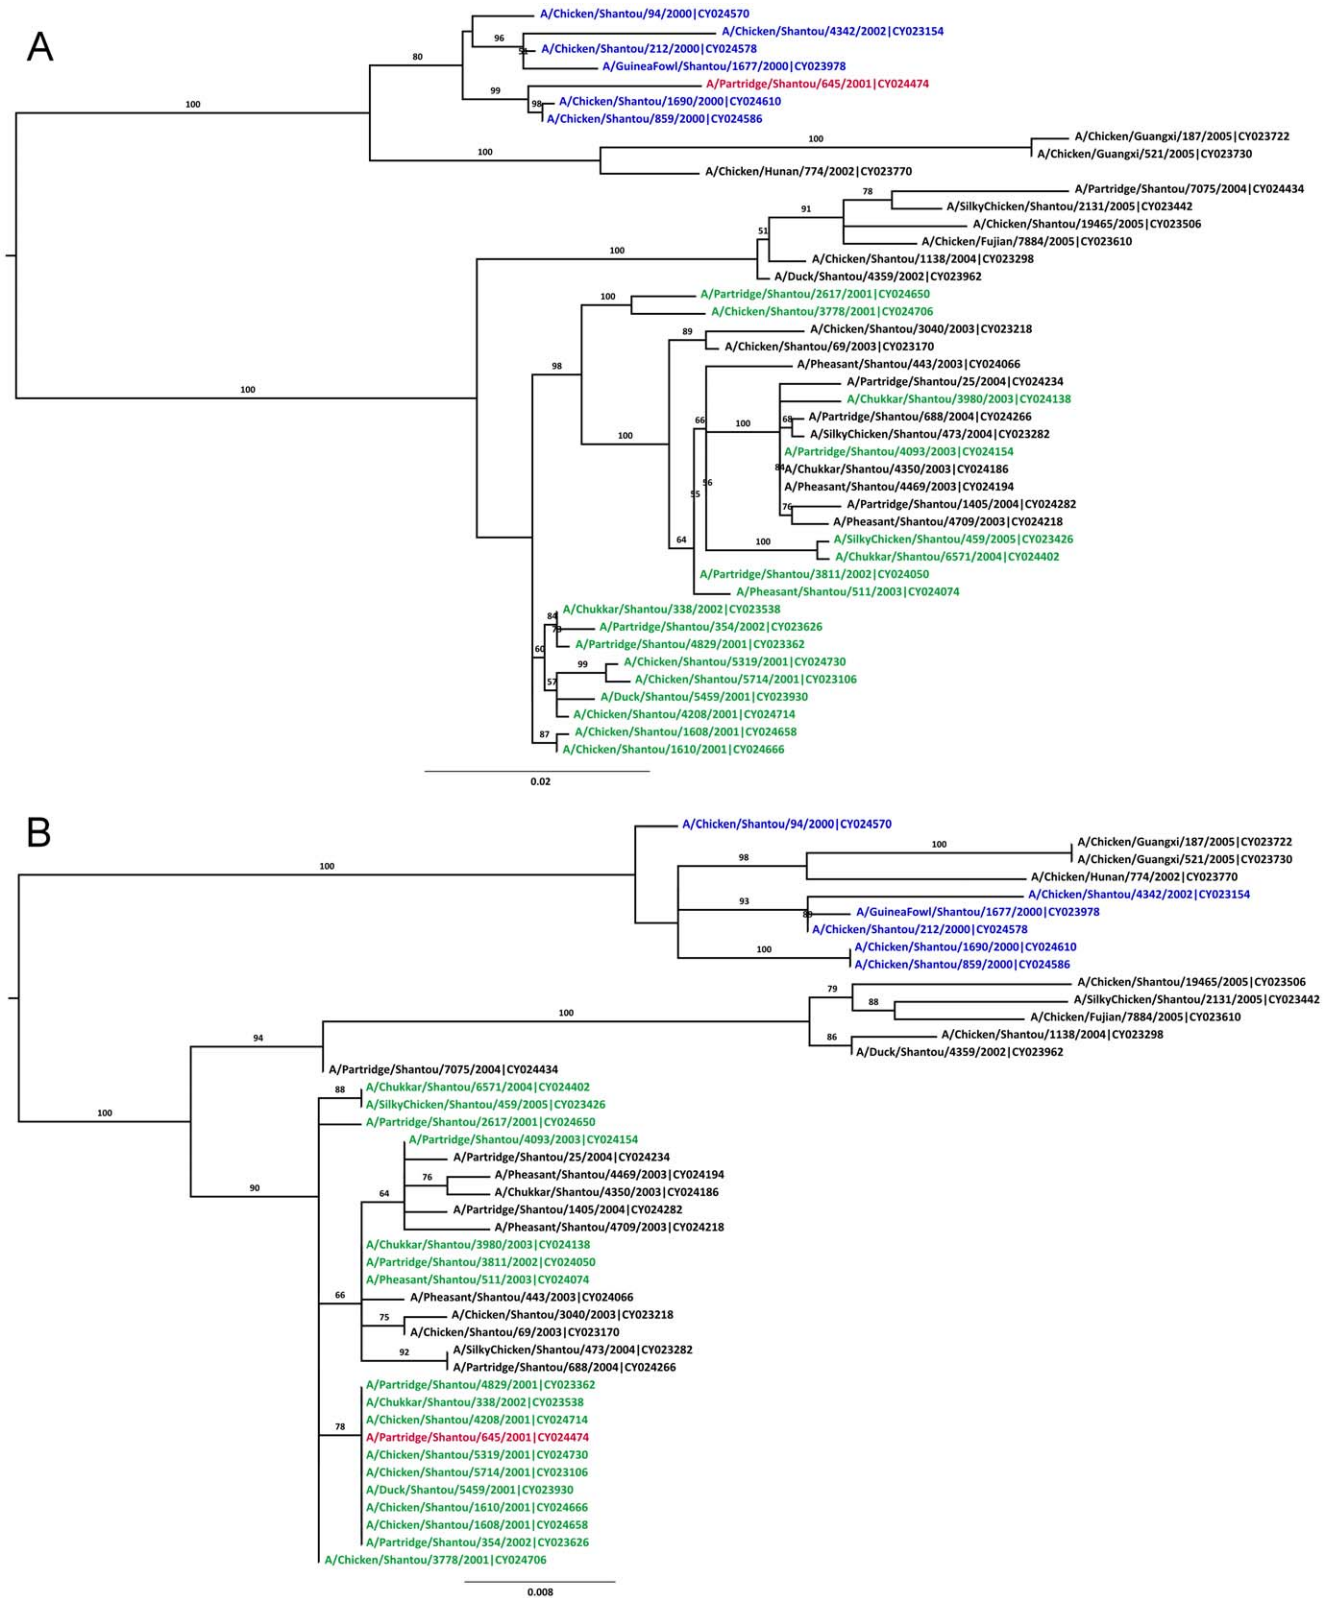 A
A/Chicken/Shantou/94/2000|CY024570
A/Chicken/Shantou/4342/2002|CY023154
96
A/Chicken/Shantou/212/2000|CY024578
80
A/GuineaFowl/Shantou/1677/2000|CY023978
A/Partridge/Shantou/645/2001|CY024474
99
A/Chicken/Shantou/1690/2000|CY024610
98
100
A/Chicken/Shantou/859/2000|CY024586
A/Chicken/Guangxi/187/2005|CY023722
100
A/Chicken/Guangxi/521/2005|CY023730
100
A/Chicken/Hunan/774/2002|CY023770
A/Partridge/Shantou/7075/2004|CY024434
78
A/SilkyChicken/Shantou/2131/2005|CY023442
91
A/Chicken/Shantou/19465/2005|CY023506
51
A/Chicken/Fujian/7884/2005|CY023610
100
A/Chicken/Shantou/1138/2004|CY023298
A/Duck/Shantou/4359/2002|CY023962
100
A/Partridge/Shantou/2617/2001|CY024650
A/Chicken/Shantou/3778/2001|CY024706
89
A/Chicken/Shantou/3040/2003|CY023218
A/Chicken/Shantou/69/2003|CY023170
98
A/Pheasant/Shantou/443/2003|CY024066
A/Partridge/Shantou/25/2004|CY024234
100
A/Chukkar/Shantou/3980/2003|CY024138
66
100
68
A/Partridge/Shantou/688/2004|CY024266
100
A/SilkyChicken/Shantou/473/2004|CY023282
A/Partridge/Shantou/4093/2003|CY024154
84
A/Chukkar/Shantou/4350/2003|CY024186
56
A/Pheasant/Shantou/4469/2003|CY024194
55
76
A/Partridge/Shantou/1405/2004|CY024282
A/Pheasant/Shantou/4709/2003|CY024218
64
100
A/SilkyChicken/Shantou/459/2005|CY023426
A/Chukkar/Shantou/6571/2004|CY024402
A/Partridge/Shantou/3811/2002|CY024050
A/Pheasant/Shantou/511/2003|CY024074
84
A/Chukkar/Shantou/338/2002|CY023538
A/Partridge/Shantou/354/2002|CY023626
60
A/Partridge/Shantou/4829/2001|CY023362
99
A/Chicken/Shantou/5319/2001|CY024730
57
A/Chicken/Shantou/5714/2001|CY023106
A/Duck/Shantou/5459/2001|CY023930
A/Chicken/Shantou/4208/2001|CY024714
87
A/Chicken/Shantou/1608/2001|CY024658
A/Chicken/Shantou/1610/2001|CY024666
0.02
B
A/Chicken/Shantou/94/2000|CY024570
100
A/Chicken/Guangxi/187/2005|CY023722
98
100
A/Chicken/Guangxi/521/2005|CY023730
A/Chicken/Hunan/774/2002|CY023770
93
A/Chicken/Shantou/4342/2002|CY023154
A/GuineaFowl/Shantou/1677/2000|CY023978
A/Chicken/Shantou/212/2000|CY024578
100
A/Chicken/Shantou/1690/2000|CY024610
A/Chicken/Shantou/859/2000|CY024586
79
A/Chicken/Shantou/19465/2005|CY023506
88
A/SilkyChicken/Shantou/2131/2005|CY023442
100
A/Chicken/Fujian/7884/2005|CY023610
94
86
A/Chicken/Shantou/1138/2004|CY023298
A/Duck/Shantou/4359/2002|CY023962
A/Partridge/Shantou/7075/2004|CY024434
100
88
A/Chukkar/Shantou/6571/2004|CY024402
A/SilkyChicken/Shantou/459/2005|CY023426
A/Partridge/Shantou/2617/2001|CY024650
A/Partridge/Shantou/4093/2003|CY024154
A/Partridge/Shantou/25/2004|CY024234
90
64
76
A/Pheasant/Shantou/4469/2003|CY024194
A/Chukkar/Shantou/4350/2003|CY024186
A/Partridge/Shantou/1405/2004|CY024282
A/Pheasant/Shantou/4709/2003|CY024218
A/Chukkar/Shantou/3980/2003|CY024138
A/Partridge/Shantou/3811/2002|CY024050
A/Pheasant/Shantou/511/2003|CY024074
66
A/Pheasant/Shantou/443/2003|CY024066
75
A/Chicken/Shantou/3040/2003|CY023218
A/Chicken/Shantou/69/2003|CY023170
92
A/SilkyChicken/Shantou/473/2004|CY023282
A/Partridge/Shantou/688/2004|CY024266
A/Partridge/Shantou/4829/2001|CY023362
A/Chukkar/Shantou/338/2002|CY023538
A/Chicken/Shantou/4208/2001|CY024714
78
A/Partridge/Shantou/645/2001|CY024474
A/Chicken/Shantou/5319/2001|CY024730
A/Chicken/Shantou/5714/2001|CY023106
A/Duck/Shantou/5459/2001|CY023930
A/Chicken/Shantou/1610/2001|CY024666
A/Chicken/Shantou/1608/2001|CY024658
A/Partridge/Shantou/354/2002|CY023626
A/Chicken/Shantou/3778/2001|CY024706
0.008